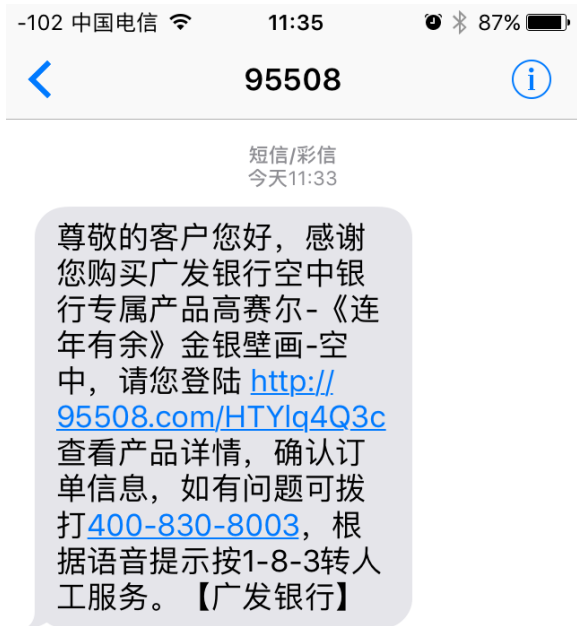 -102 中国电信 11:35 87%
95508
短信/彩信
今天11:33
尊敬的客户您好，感谢
您购买广发银行空中银
行专属产品高赛尔-《连
年有余》金银壁画-空
中，请您登陆 http://
95508.com/HTYlq4Q3c
查看产品详情，确认订
单信息，如有问题可拨
打400-830-8003，根
据语音提示按1-8-3转人
工服务。【广发银行】